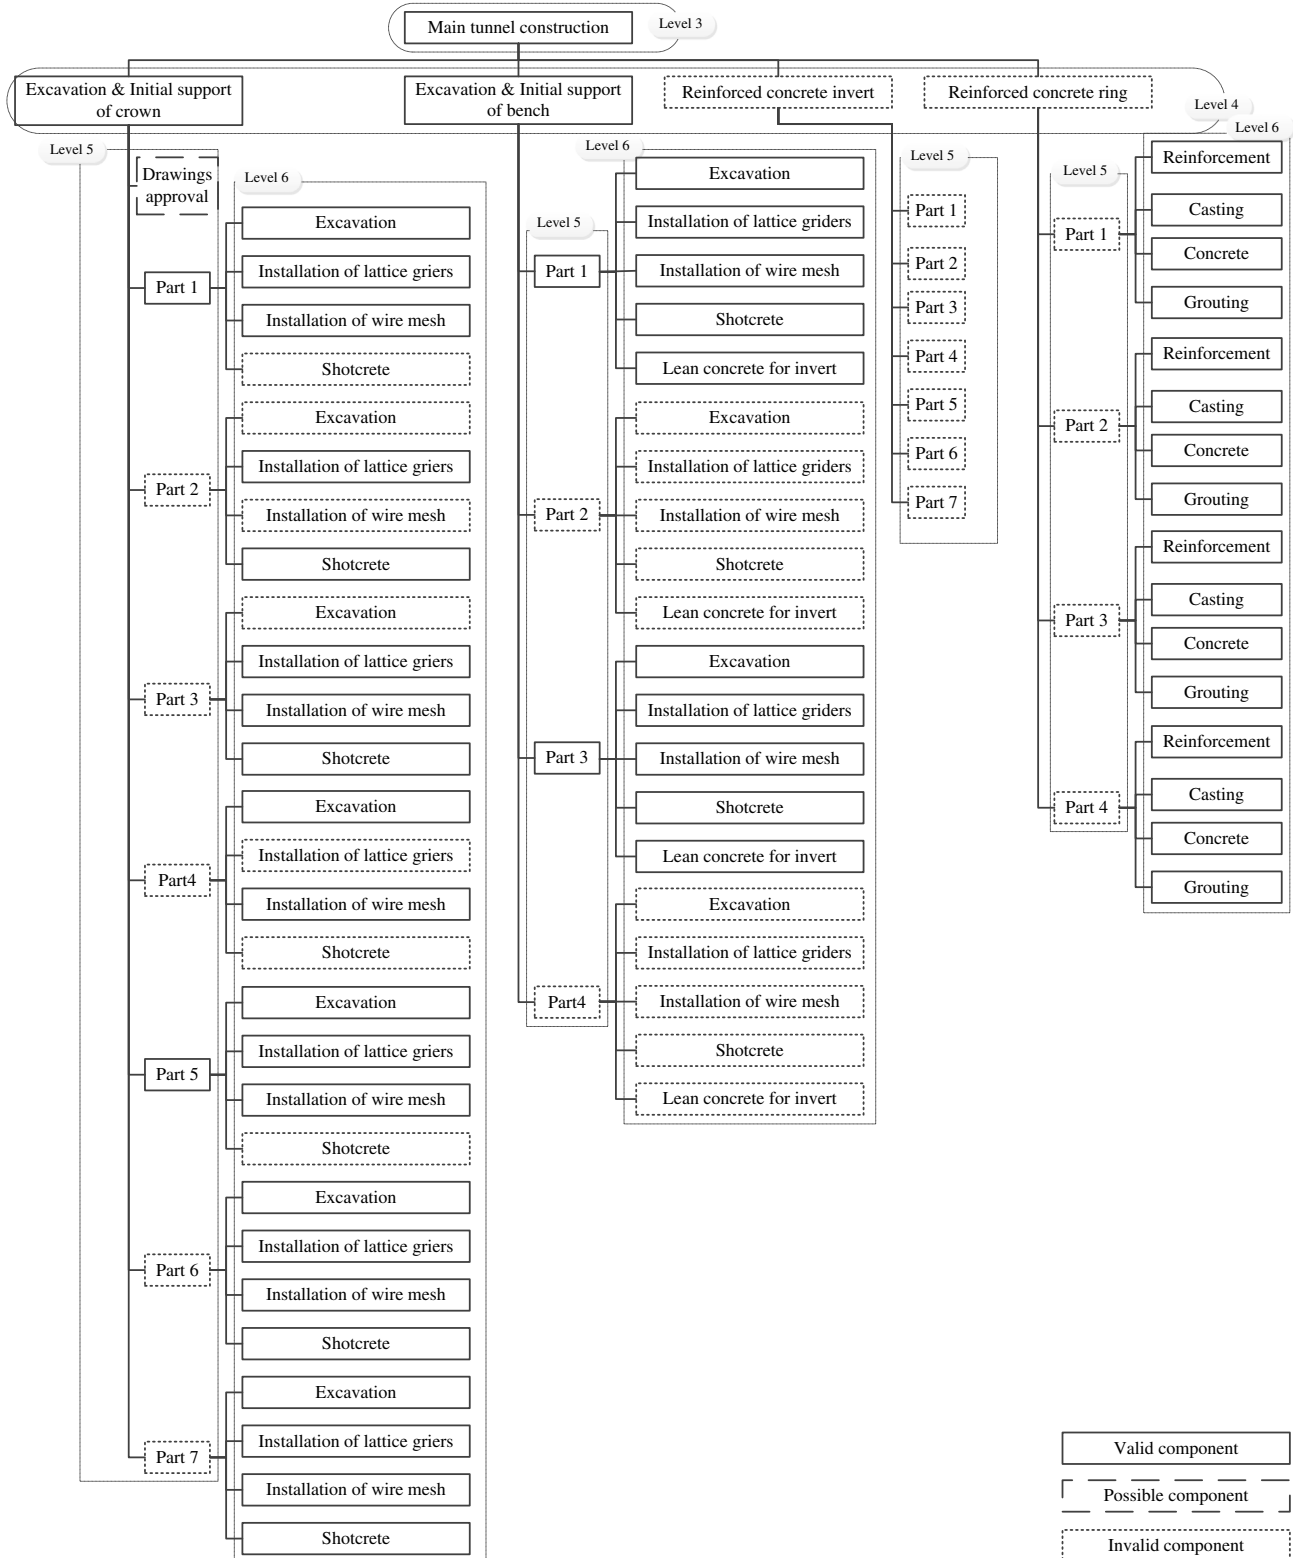 Main tunnel construction
Level 3
Excavation & Initial support
of crown
Excavation & Initial support
of bench
Reinforced concrete invert
Reinforced concrete ring
Level 4
Level 5
Drawings
approval
Level 6
Part 1
Excavation
Installation of lattice griers
Installation of wire mesh
Shotcrete
Part 2
Excavation
Installation of lattice griers
Installation of wire mesh
Shotcrete
Part 3
Excavation
Installation of lattice griers
Installation of wire mesh
Shotcrete
Part4
Excavation
Installation of lattice griers
Installation of wire mesh
Shotcrete
Part 5
Excavation
Installation of lattice griers
Installation of wire mesh
Shotcrete
Part 6
Excavation
Installation of lattice griers
Installation of wire mesh
Shotcrete
Part 7
Excavation
Installation of lattice griers
Installation of wire mesh
Shotcrete
Level 5
Level 6
Part 1
Excavation
Installation of lattice griders
Installation of wire mesh
Shotcrete
Lean concrete for invert
Part 2
Excavation
Installation of lattice griders
Installation of wire mesh
Shotcrete
Lean concrete for invert
Part 3
Excavation
Installation of lattice griders
Installation of wire mesh
Shotcrete
Lean concrete for invert
Part4
Excavation
Installation of lattice griders
Installation of wire mesh
Shotcrete
Lean concrete for invert
Level 5
Part 1
Part 2
Part 3
Part 4
Part 5
Part 6
Part 7
Level 5
Level 6
Part 1
Reinforcement
Casting
Concrete
Grouting
Part 2
Reinforcement
Casting
Concrete
Grouting
Part 3
Reinforcement
Casting
Concrete
Grouting
Part 4
Reinforcement
Casting
Concrete
Grouting
Valid component
Possible component
Invalid component